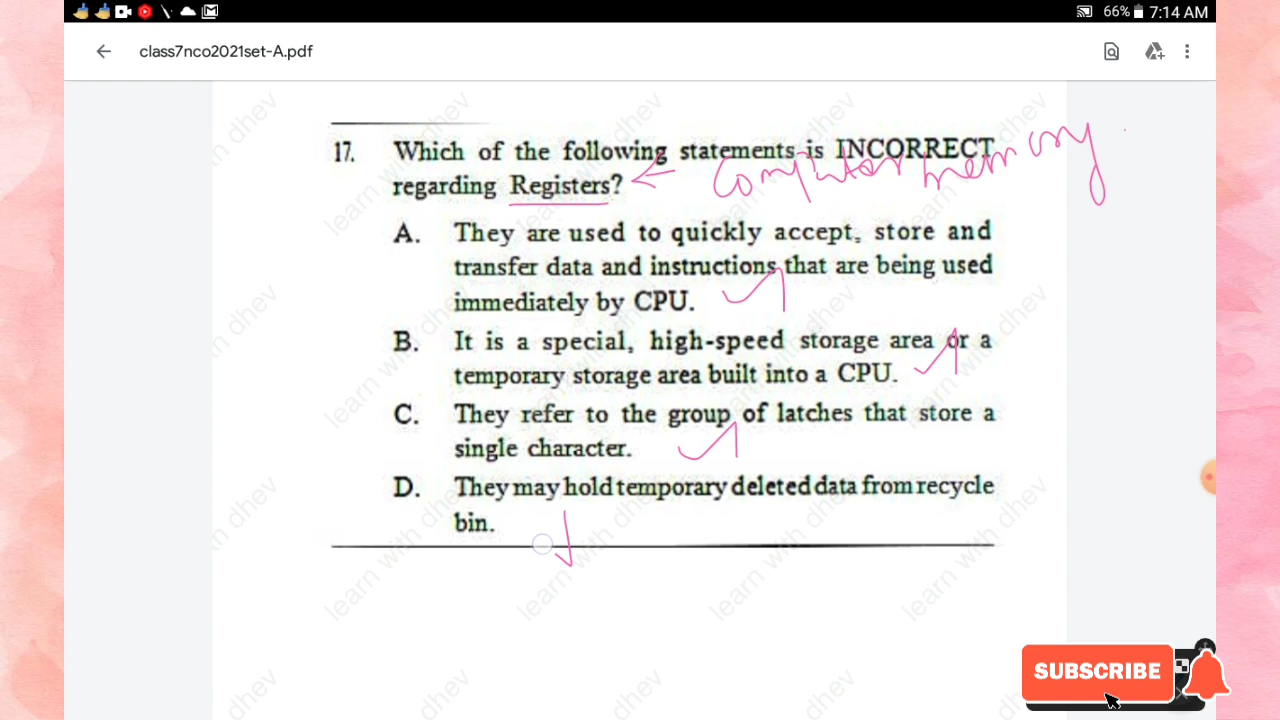 66% 7:14 AM
class7nco2021set-A.pdf
17. Which of the following statements is INCORRECT
regarding Registers?
Computer memory
A. They are used to quickly accept, store and
transfer data and instructions that are being used
immediately by CPU.
B. It is a special, high-speed storage area or a
temporary storage area built into a CPU.
C. They refer to the group of latches that store a
single character.
D. They may hold temporary deleted data from recycle
bin.
learn with dhev
SUBSCRIBE